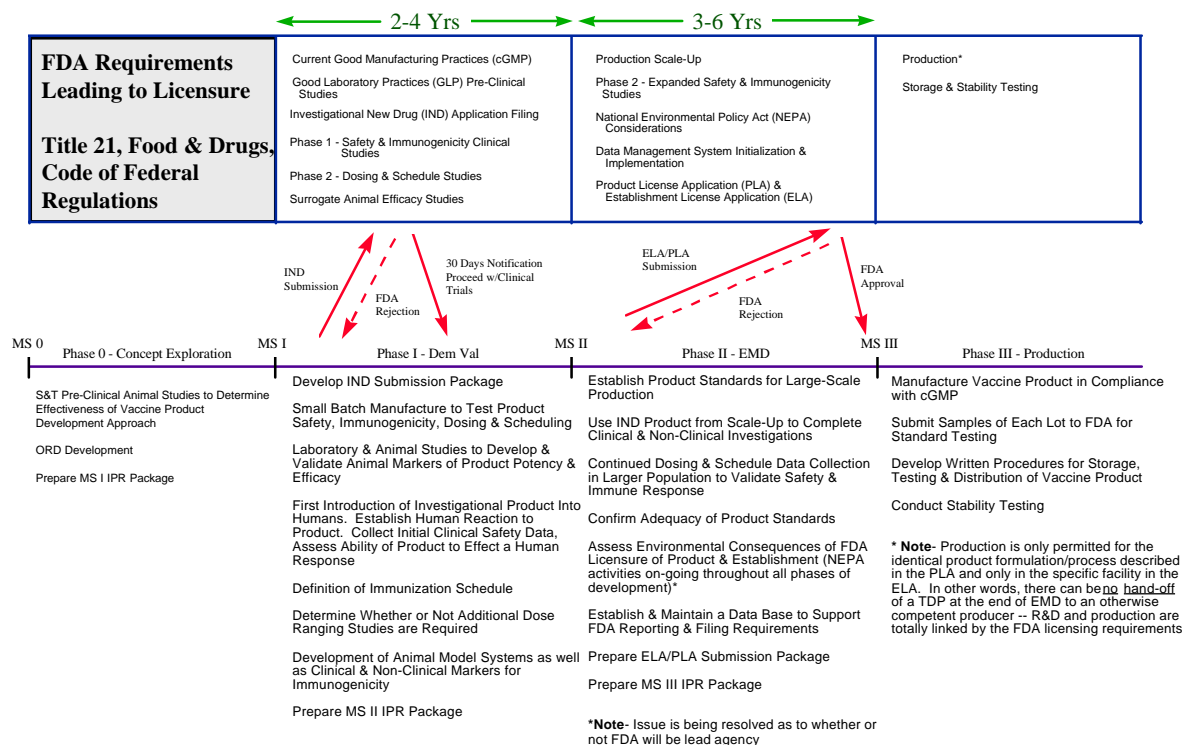 2-4 Yrs
3-6 Yrs
FDA Requirements
Leading to Licensure
Title 21, Food & Drugs,
Code of Federal
Regulations
Current Good Manufacturing Practices (cGMP)
Good Laboratory Practices (GLP) Pre-Clinical
Studies
Investigational New Drug (IND) Application Filing
Phase 1 - Safety & Immunogenicity Clinical
Studies
Phase 2 - Dosing & Schedule Studies
Surrogate Animal Efficacy Studies
Production Scale-Up
Phase 2 - Expanded Safety & Immunogenicity
Studies
National Environmental Policy Act (NEPA)
Considerations
Data Management System Initialization &
Implementation
Product License Application (PLA) &
Establishment License Application (ELA)
Production*
Storage & Stability Testing
IND
Submission
FDA
Rejection
30 Days Notification
Proceed w/Clinical
Trials
ELA/PLA
Submission
FDA
Rejection
FDA
Approval
MS 0
Phase 0 - Concept Exploration
MS I
Phase I - Dem Val
MS II
Phase II - EMD
MS III
Phase III - Production
S&T Pre-Clinical Animal Studies to Determine
Effectiveness of Vaccine Product
Development Approach
ORD Development
Prepare MS I IPR Package
Develop IND Submission Package
Small Batch Manufacture to Test Product
Safety, Immunogenicity, Dosing & Scheduling
Laboratory & Animal Studies to Develop &
Validate Animal Markers of Product Potency &
Efficacy
First Introduction of Investigational Product Into
Humans. Establish Human Reaction to
Product. Collect Initial Clinical Safety Data,
Assess Ability of Product to Effect a Human
Response
Definition of Immunization Schedule
Determine Whether or Not Additional Dose
Ranging Studies are Required
Development of Animal Model Systems as well
as Clinical & Non-Clinical Markers for
Immunogenicity
Prepare MS II IPR Package
Establish Product Standards for Large-Scale
Production
Use IND Product from Scale-Up to Complete
Clinical & Non-Clinical Investigations
Continued Dosing & Schedule Data Collection
in Larger Population to Validate Safety &
Immune Response
Confirm Adequacy of Product Standards
Assess Environmental Consequences of FDA
Licensure of Product & Establishment (NEPA
activities on-going throughout all phases of
development)*
Establish & Maintain a Data Base to Support
FDA Reporting & Filing Requirements
Prepare ELA/PLA Submission Package
Prepare MS III IPR Package
*Note- Issue is being resolved as to whether or
not FDA will be lead agency
Manufacture Vaccine Product in Compliance
with cGMP
Submit Samples of Each Lot to FDA for
Standard Testing
Develop Written Procedures for Storage,
Testing & Distribution of Vaccine Product
Conduct Stability Testing
* Note- Production is only permitted for the
identical product formulation/process described
in the PLA and only in the specific facility in the
ELA. In other words, there can be no hand-off
of a TDP at the end of EMD to an otherwise
competent producer -- R&D and production are
totally linked by the FDA licensing requirements